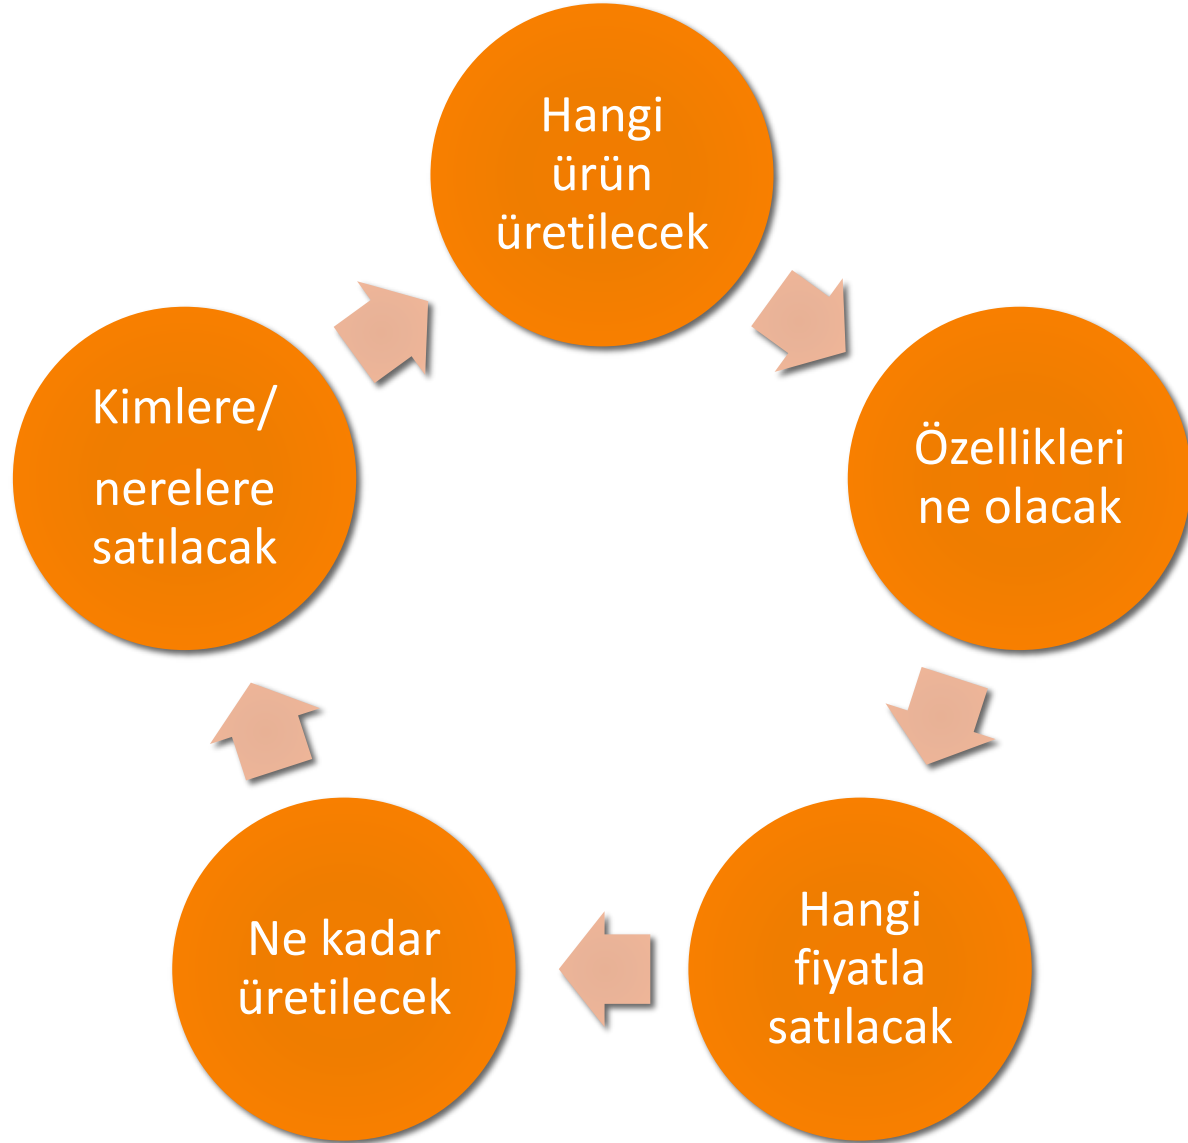 Hangi
ürün
üretilecek
Özellikleri
ne olacak
Hangi
fiyatla
satılacak
Ne kadar
üretilecek
Kimlere/
nerelere
satılacak